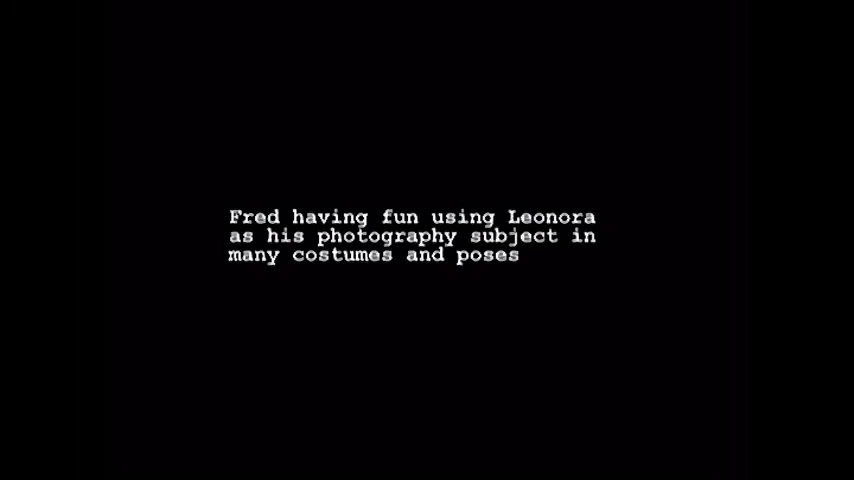 Fred having fun using Leonora
as his photography subject in
many costumes and poses